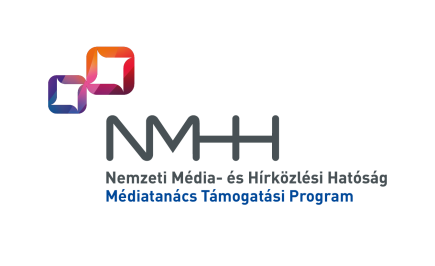 NMHH
Nemzeti Média- és Hírközlési Hatóság
Médiatanács Támogatási Program